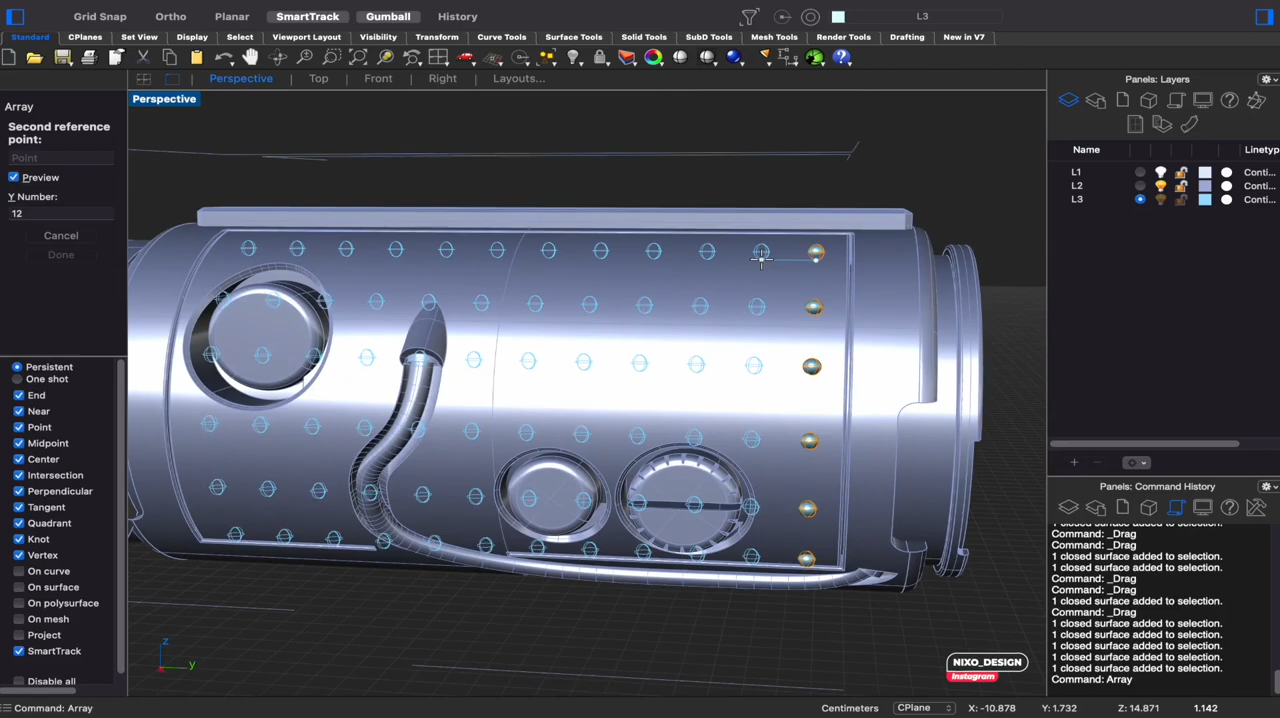 Grid Snap Ortho Planar SmartTrack Gumball History L3
Standard CPlanes Set View Display Select Viewport Layout Visibility Transform Curve Tools Surface Tools Solid Tools SubD Tools Mesh Tools Render Tools Drafting New in V7
Perspective Top Front Right Layouts...
Panels: Layers
Perspective
Array
Second reference
point:
Point
Preview
Y Number:
12
Cancel
Done
Persistent
One shot
End
Near
Point
Midpoint
Center
Intersection
Perpendicular
Tangent
Quadrant
Knot
Vertex
On curve
On surface
On polysurface
On mesh
Project
SmartTrack
Disable all
z
y
NIXO_DESIGN
Instagram
Name Linetyp
L1 Conti...
L2 Conti...
L3 Conti...
Panels: Command History
1 closed surface added to selection.
Command: _Drag
Command: _Drag
1 closed surface added to selection.
1 closed surface added to selection.
Command: _Drag
Command: _Drag
1 closed surface added to selection.
Command: _Drag
1 closed surface added to selection.
1 closed surface added to selection.
1 closed surface added to selection.
1 closed surface added to selection.
1 closed surface added to selection.
Command: Array
Command: Array Centimeters CPlane X: -10.878 Y: 1.732 Z: 14.871 1.142